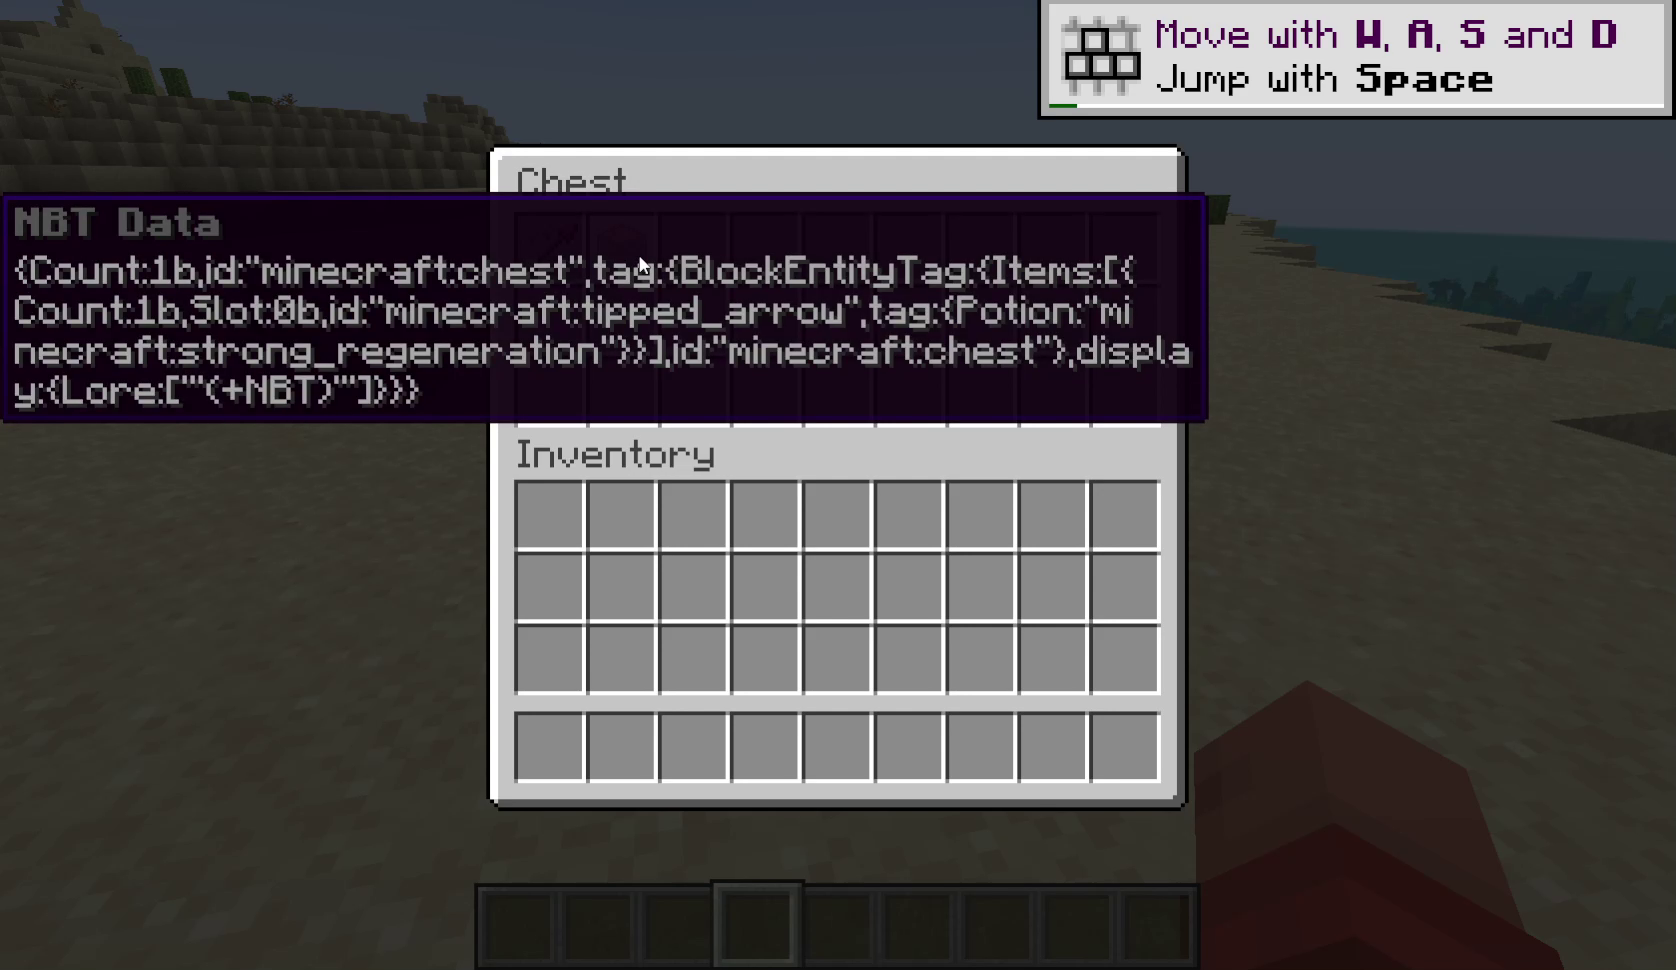 Move with W, A, S and D
Jump with Space
Chest
NBT Data
{Count:1b,id:"minecraft:chest",tag:{BlockEntityTag:{Items:[{
Count:1b,Slot:0b,id:"minecraft:tipped_arrow",tag:{Potion:"mi
necraft:strong_regeneration"}}],id:"minecraft:chest"},displa
y:{Lore:['"(+NBT)"']}}}
Inventory